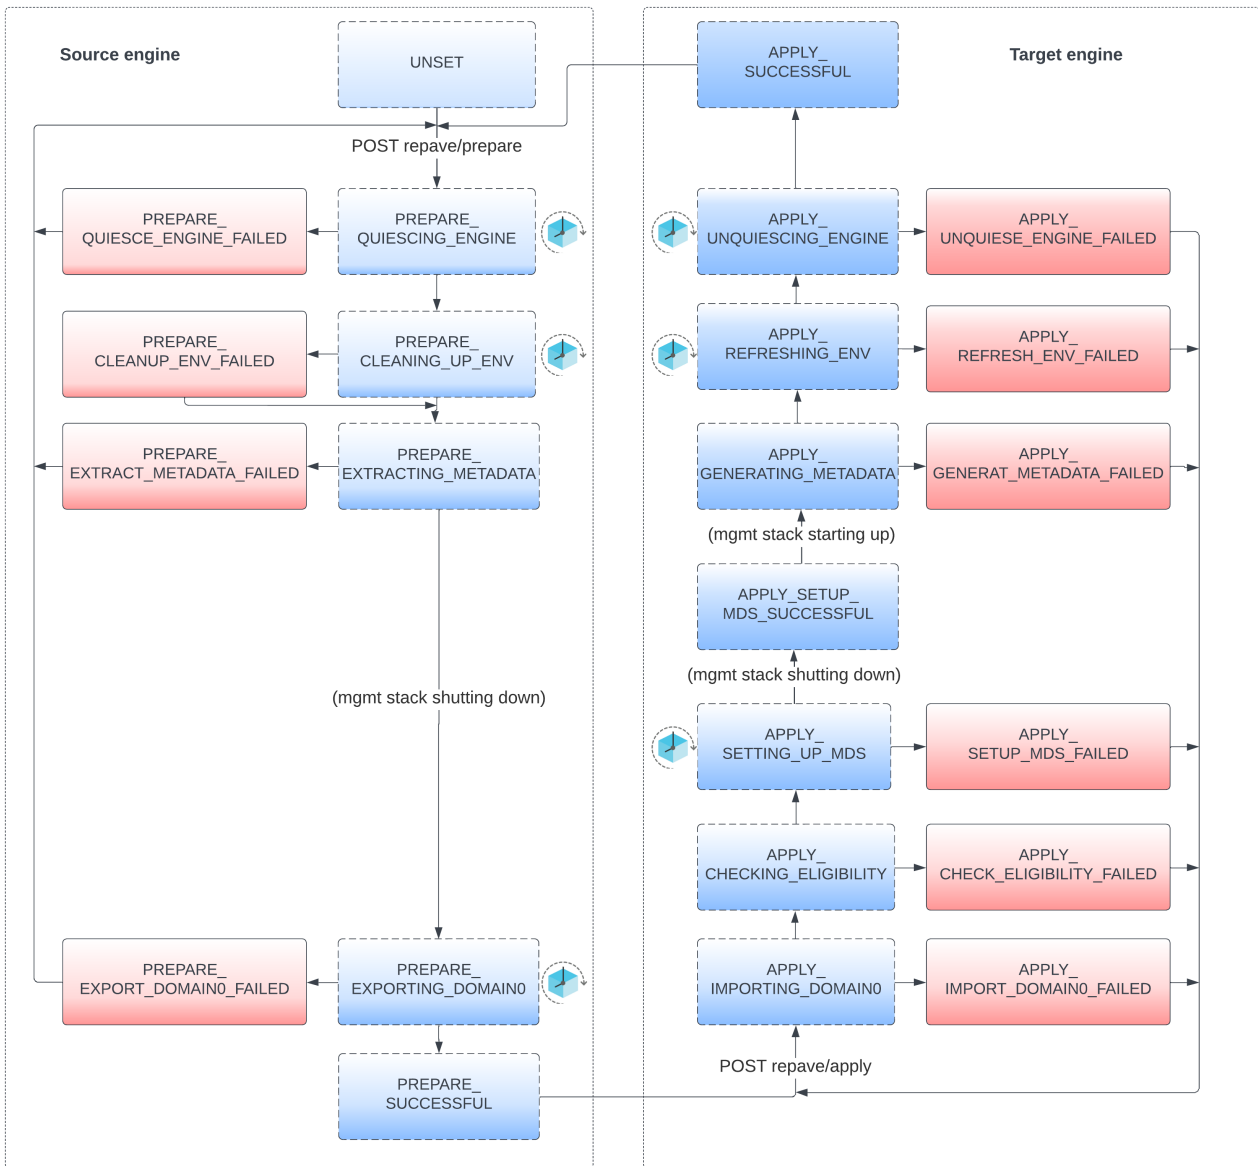 Source engine
UNSET
POST repave/prepare
PREPARE_
QUIESCE_ENGINE_FAILED
PREPARE_
QUIESCING_ENGINE
PREPARE_
CLEANUP_ENV_FAILED
PREPARE_
CLEANING_UP_ENV
PREPARE_
EXTRACT_METADATA_FAILED
PREPARE_
EXTRACTING_METADATA
(mgmt stack shutting down)
PREPARE_
EXPORT_DOMAIN0_FAILED
PREPARE_
EXPORTING_DOMAIN0
PREPARE_
SUCCESSFUL
Target engine
APPLY_
SUCCESSFUL
APPLY_
UNQUIESCING_ENGINE
APPLY_
UNQUIESE_ENGINE_FAILED
APPLY_
REFRESHING_ENV
APPLY_
REFRESH_ENV_FAILED
APPLY_
GENERATING_METADATA
APPLY_
GENERAT_METADATA_FAILED
(mgmt stack starting up)
APPLY_SETUP_
MDS_SUCCESSFUL
(mgmt stack shutting down)
APPLY_
SETTING_UP_MDS
APPLY_
SETUP_MDS_FAILED
APPLY_
CHECKING_ELIGIBILITY
APPLY_
CHECK_ELIGIBILITY_FAILED
APPLY_
IMPORTING_DOMAIN0
APPLY_
IMPORT_DOMAIN0_FAILED
POST repave/apply